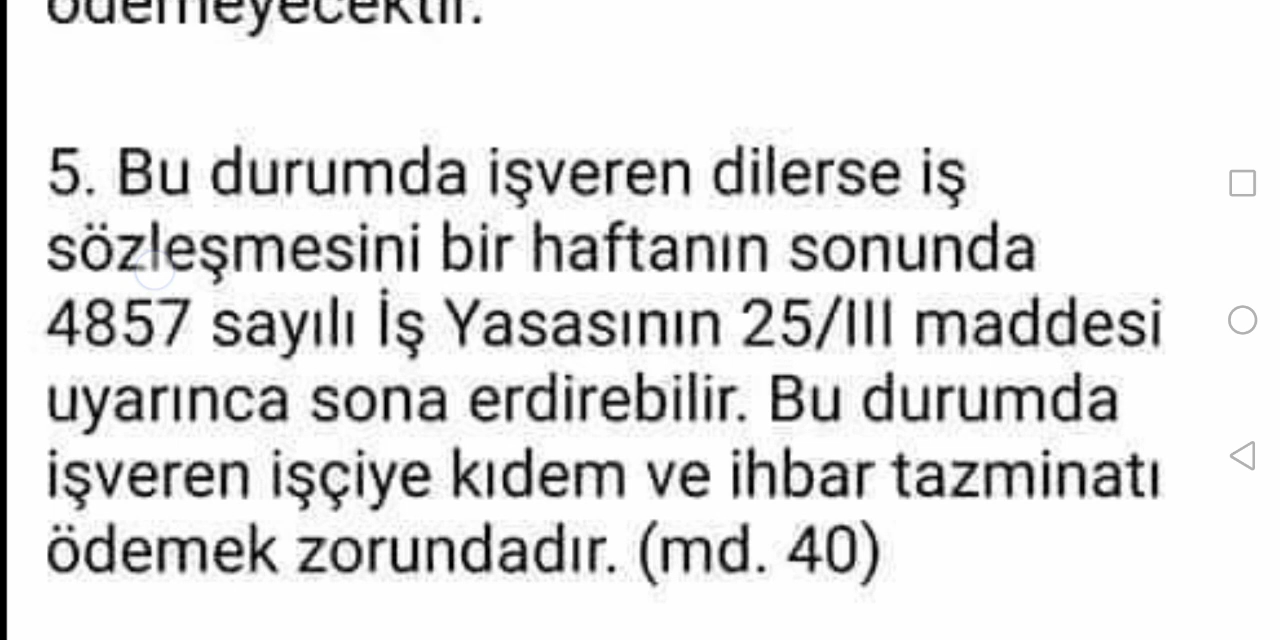 ödemeyecektir.
5. Bu durumda işveren dilerse iş
sözleşmesini bir haftanın sonunda
4857 sayılı İş Yasasının 25/III maddesi
uyarınca sona erdirebilir. Bu durumda
işveren işçiye kıdem ve ihbar tazminatı
ödemek zorundadır. (md. 40)